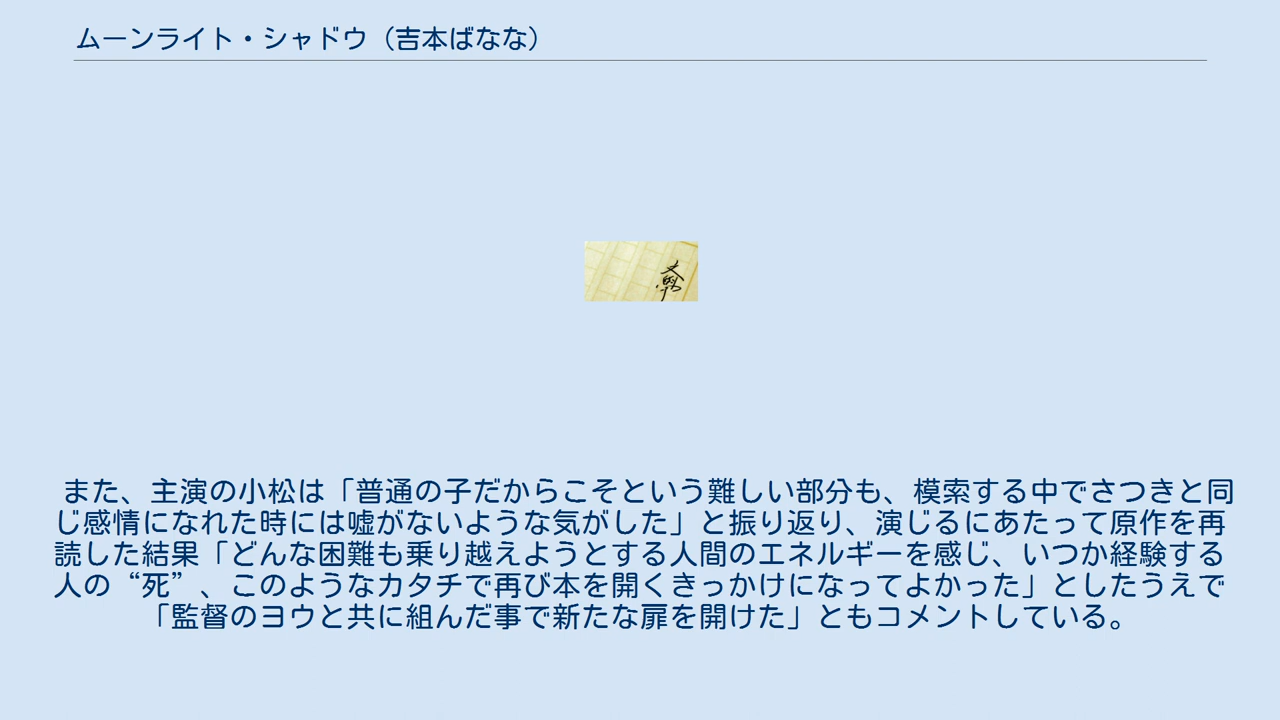 ムーンライト・シャドウ（吉本ばなな）
また、主演の小松は「普通の子だからこそという難しい部分も、模索する中でさつきと同
じ感情になれた時には嘘がないような気がした」と振り返り、演じるにあたって原作を再
読した結果「どんな困難も乗り越えようとする人間のエネルギーを感じ、いつか経験する
人の“死”、このようなカタチで再び本を開くきっかけになってよかった」としたうえで
「監督のヨウと共に組んだ事で新たな扉を開けた」ともコメントしている。